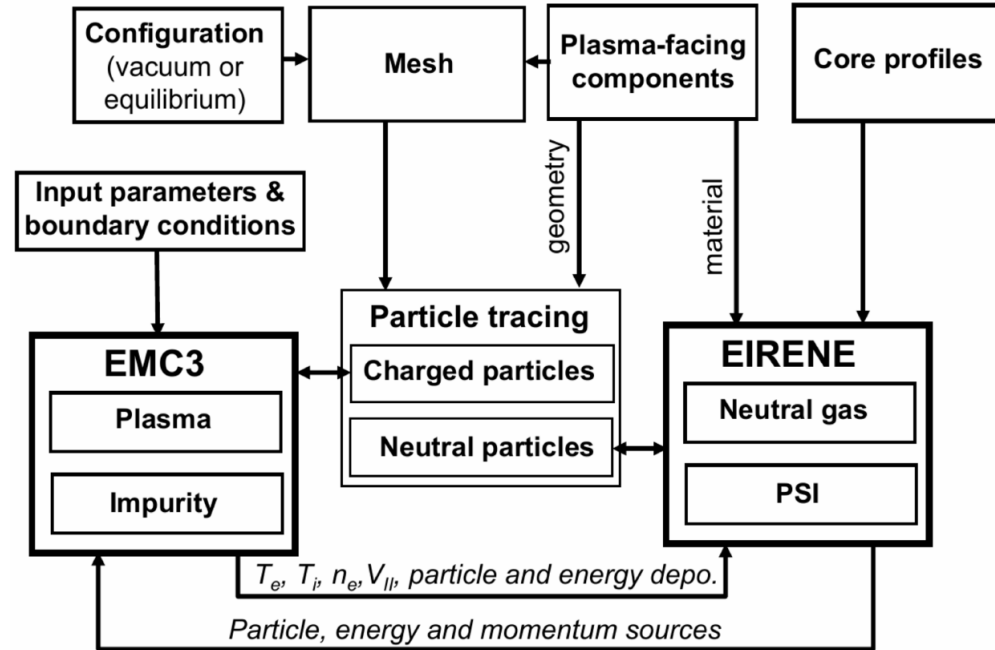 Configuration
(vacuum or
equilibrium)
Mesh
Plasma-facing
components
Core profiles
Input parameters &
boundary conditions
geometry
material
Particle tracing
Charged particles
Neutral particles
EMC3
Plasma
Impurity
EIRENE
Neutral gas
PSI
Te, Ti, ne,VII, particle and energy depo.
Particle, energy and momentum sources